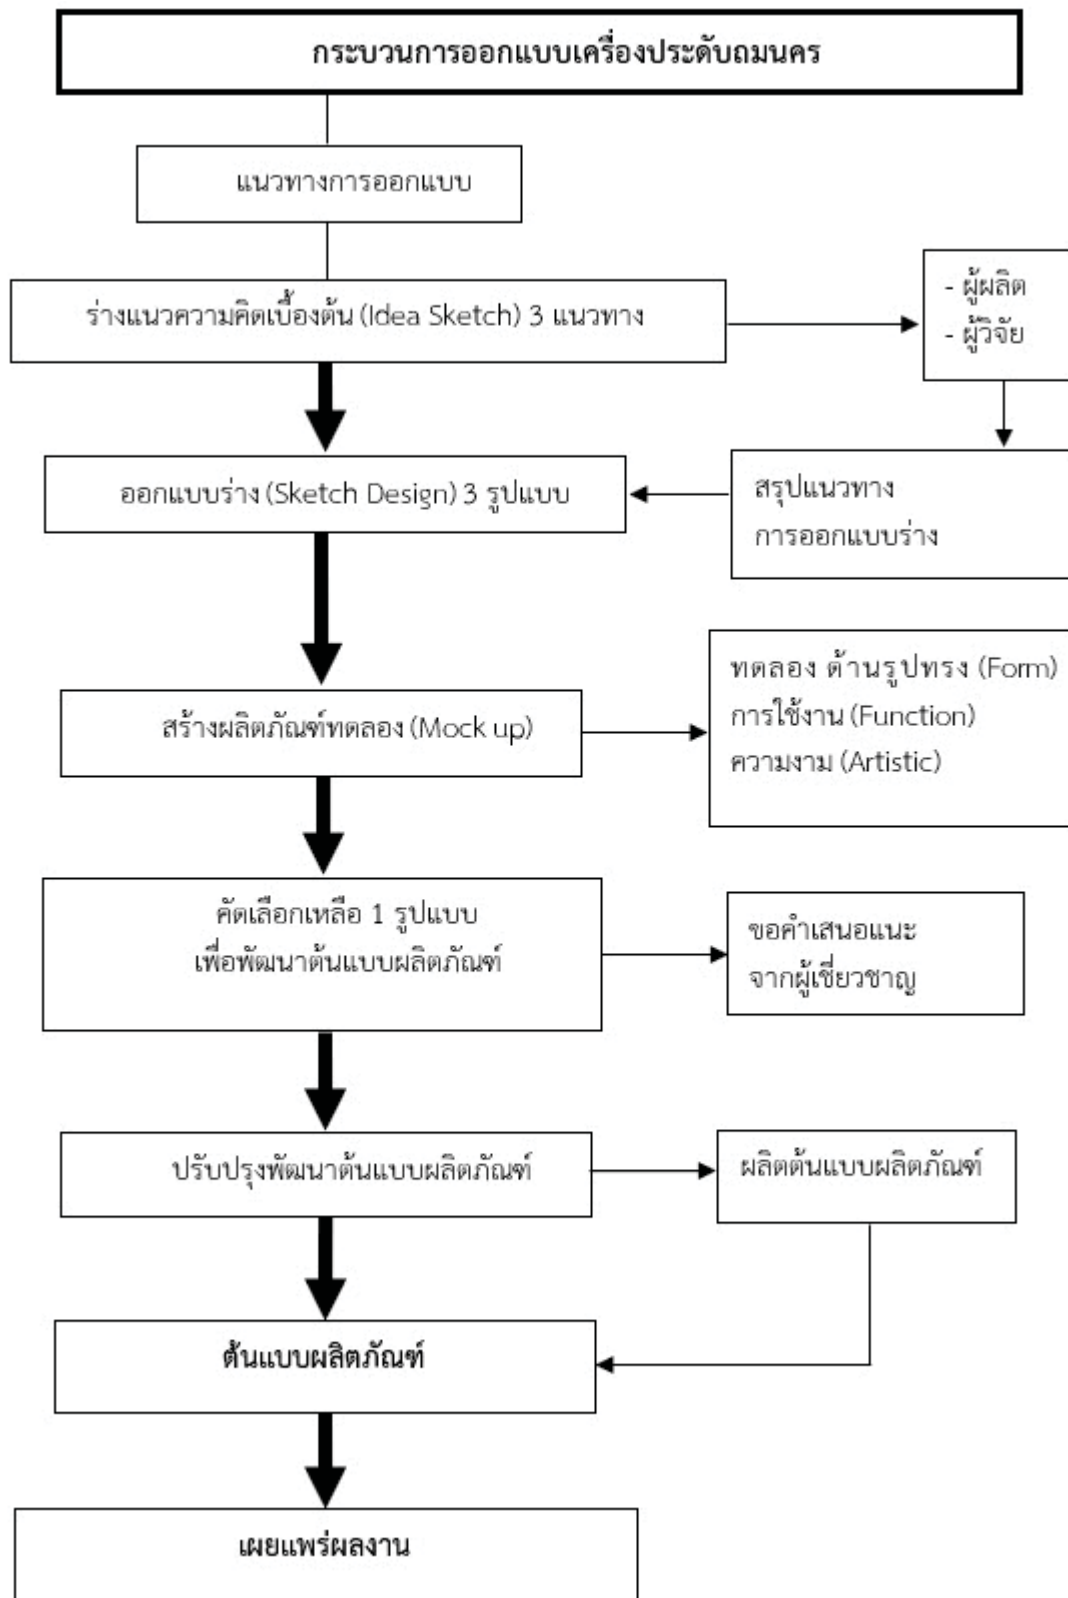 กระบวนการออกแบบเครื่องประดับถมนคร
แนวทางการออกแบบ
ร่างแนวความคิดเบื้องต้น (Idea Sketch) 3 แนวทาง
- ผู้ผลิต
- ผู้วิจัย
ออกแบบร่าง (Sketch Design) 3 รูปแบบ
สรุปแนวทาง
การออกแบบร่าง
สร้างผลิตภัณฑ์ทดลอง (Mock up)
ทดลอง ด้านรูปทรง (Form)
การใช้งาน (Function)
ความงาม (Artistic)
คัดเลือกเหลือ 1 รูปแบบ
เพื่อพัฒนาต้นแบบผลิตภัณฑ์
ขอคำเสนอแนะ
จากผู้เชี่ยวชาญ
ปรับปรุงพัฒนาต้นแบบผลิตภัณฑ์
ผลิตต้นแบบผลิตภัณฑ์
ต้นแบบผลิตภัณฑ์
เผยแพร่ผลงาน